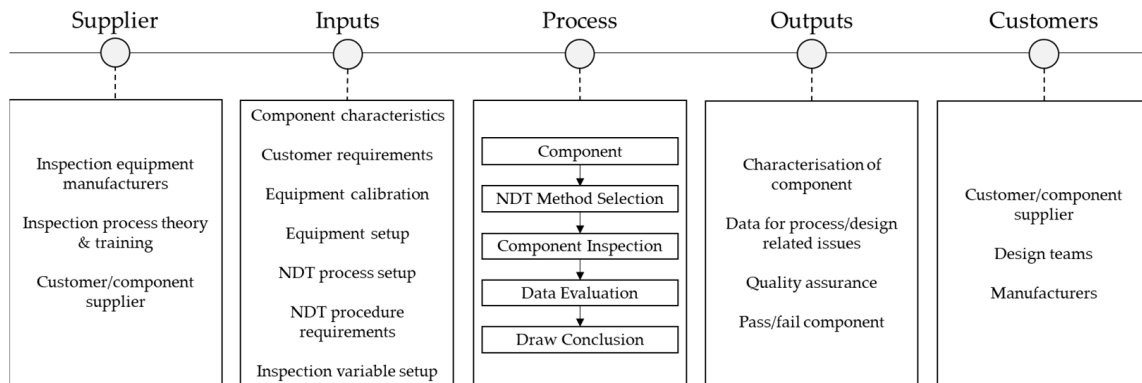 Supplier
Inputs
Process
Outputs
Customers
Inspection equipment
manufacturers
Inspection process theory
& training
Customer/component
supplier
Component characteristics
Customer requirements
Equipment calibration
Equipment setup
NDT process setup
NDT procedure
requirements
Inspection variable setup
Component
NDT Method Selection
Component Inspection
Data Evaluation
Draw Conclusion
Characterisation of
component
Data for process/design
related issues
Quality assurance
Pass/fail component
Customer/component
supplier
Design teams
Manufacturers